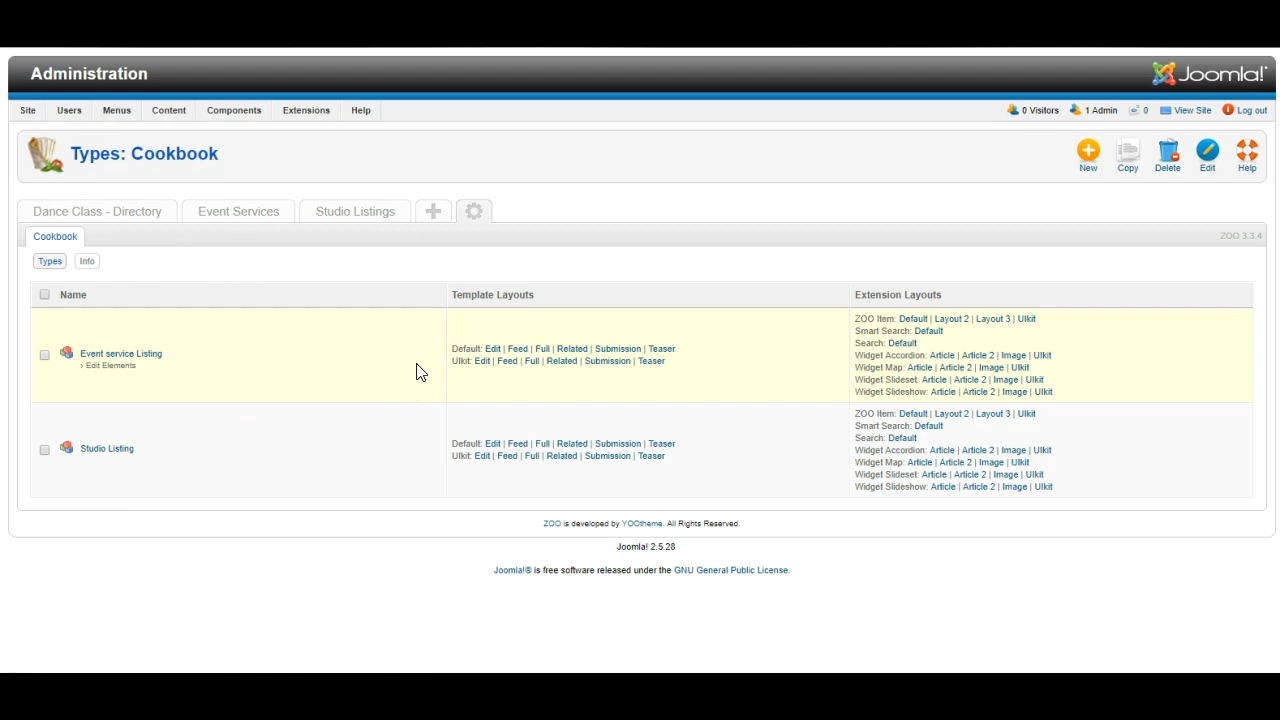 Administration
Joomla!®
Site Users Menus Content Components Extensions Help
0 Visitors 1 Admin 0 View Site Log out
Types: Cookbook
New Copy Delete Edit Help
Dance Class - Directory Event Services Studio Listings
Cookbook
ZOO 3.3.4
Types Info
Name Template Layouts Extension Layouts
Event service Listing
› Edit Elements
Default: Edit | Feed | Full | Related | Submission | Teaser
UIkit: Edit | Feed | Full | Related | Submission | Teaser
ZOO Item: Default | Layout 2 | Layout 3 | UIkit
Smart Search: Default
Search: Default
Widget Accordion: Article | Article 2 | Image | UIkit
Widget Map: Article | Article 2 | Image | UIkit
Widget Slideset: Article | Article 2 | Image | UIkit
Widget Slideshow: Article | Article 2 | Image | UIkit
Studio Listing
Default: Edit | Feed | Full | Related | Submission | Teaser
UIkit: Edit | Feed | Full | Related | Submission | Teaser
ZOO Item: Default | Layout 2 | Layout 3 | UIkit
Smart Search: Default
Search: Default
Widget Accordion: Article | Article 2 | Image | UIkit
Widget Map: Article | Article 2 | Image | UIkit
Widget Slideset: Article | Article 2 | Image | UIkit
Widget Slideshow: Article | Article 2 | Image | UIkit
ZOO is developed by YOOtheme. All Rights Reserved.
Joomla! 2.5.28
Joomla!® is free software released under the GNU General Public License.